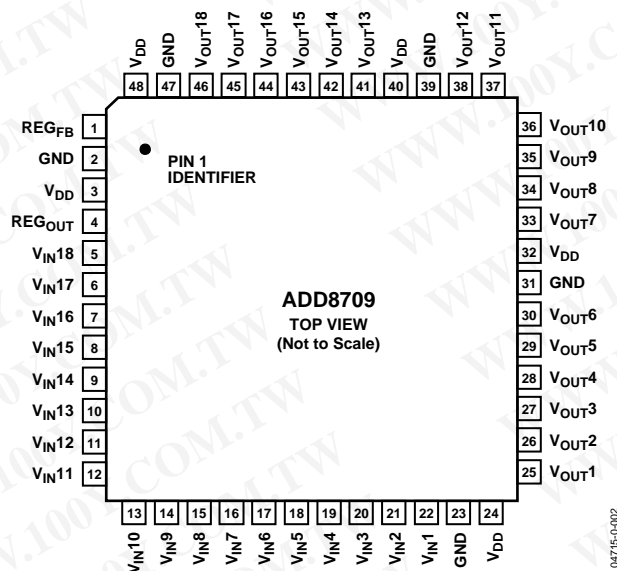 VDD GND VOUT18 VOUT17 VOUT16 VOUT15 VOUT14 VOUT13 VDD GND VOUT12 VOUT11
48 47 46 45 44 43 42 41 40 39 38 37
REGFB 1
GND 2
VDD 3
REGOUT 4
VIN18 5
VIN17 6
VIN16 7
VIN15 8
VIN14 9
VIN13 10
VIN12 11
VIN11 12
PIN 1
IDENTIFIER
ADD8709
TOP VIEW
(Not to Scale)
36 VOUT10
35 VOUT9
34 VOUT8
33 VOUT7
32 VDD
31 GND
30 VOUT6
29 VOUT5
28 VOUT4
27 VOUT3
26 VOUT2
25 VOUT1
13 14 15 16 17 18 19 20 21 22 23 24
VIN10 VIN9 VIN8 VIN7 VIN6 VIN5 VIN4 VIN3 VIN2 VIN1 GND VDD
04715-0-002
WWW.100Y.COM.TW